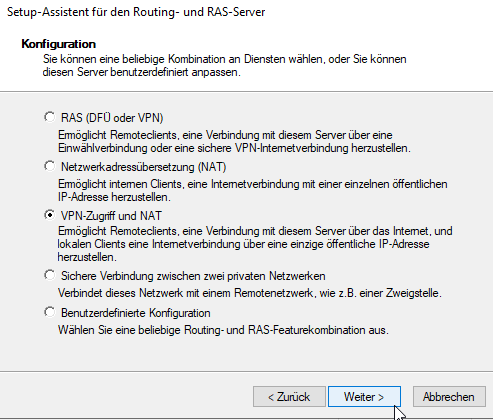 Setup-Assistent für den Routing- und RAS-Server
Konfiguration
Sie können eine beliebige Kombination an Diensten wählen, oder Sie können
diesen Server benutzerdefiniert anpassen.
RAS (DFÜ oder VPN)
Ermöglicht Remoteclients, eine Verbindung mit diesem Server über eine
Einwählverbindung oder eine sichere VPN-Internetverbindung herzustellen.
Netzwerkadressübersetzung (NAT)
Ermöglicht internen Clients, eine Internetverbindung mit einer einzelnen öffentlichen
IP-Adresse herzustellen.
VPN-Zugriff und NAT
Ermöglicht Remoteclients, eine Verbindung mit diesem Server über das Internet, und
lokalen Clients eine Internetverbindung über eine einzige öffentliche IP-Adresse
herzustellen.
Sichere Verbindung zwischen zwei privaten Netzwerken
Verbindet dieses Netzwerk mit einem Remotenetzwerk, wie z.B. einer Zweigstelle.
Benutzerdefinierte Konfiguration
Wählen Sie eine beliebige Routing- und RAS-Featurekombination aus.
< Zurück Weiter > Abbrechen